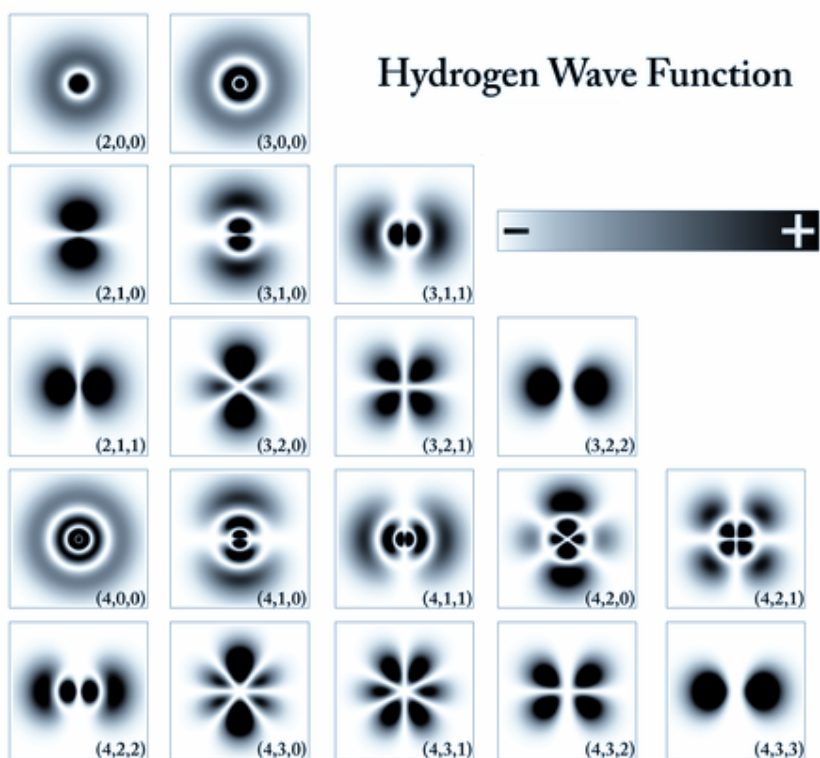 (2,0,0) (3,0,0) Hydrogen Wave Function
(2,1,0) (3,1,0) (3,1,1) − +
(2,1,1) (3,2,0) (3,2,1) (3,2,2)
(4,0,0) (4,1,0) (4,1,1) (4,2,0) (4,2,1)
(4,2,2) (4,3,0) (4,3,1) (4,3,2) (4,3,3)